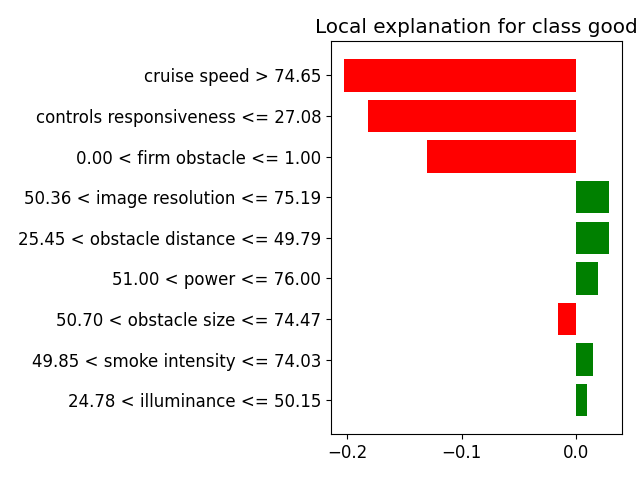 Local explanation for class good
cruise speed > 74.65
controls responsiveness <= 27.08
0.00 < firm obstacle <= 1.00
50.36 < image resolution <= 75.19
25.45 < obstacle distance <= 49.79
51.00 < power <= 76.00
50.70 < obstacle size <= 74.47
49.85 < smoke intensity <= 74.03
24.78 < illuminance <= 50.15
−0.2 −0.1 0.0